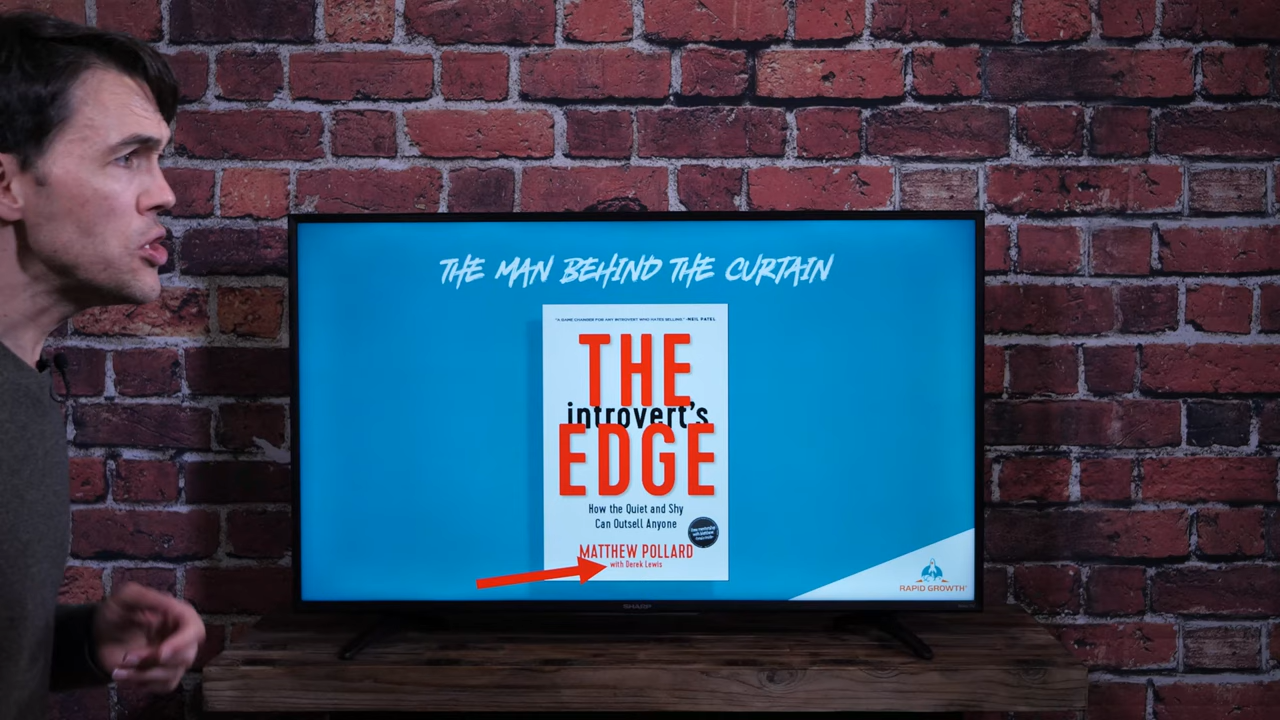 THE MAN BEHIND THE CURTAIN
"A GAME CHANGER FOR ANY INTROVERT WHO HATES SELLING." -NEIL PATEL
THE
introvert's
EDGE
How the Quiet and Shy
Can Outsell Anyone
MATTHEW POLLARD
with Derek Lewis
RAPID GROWTH
SHARP